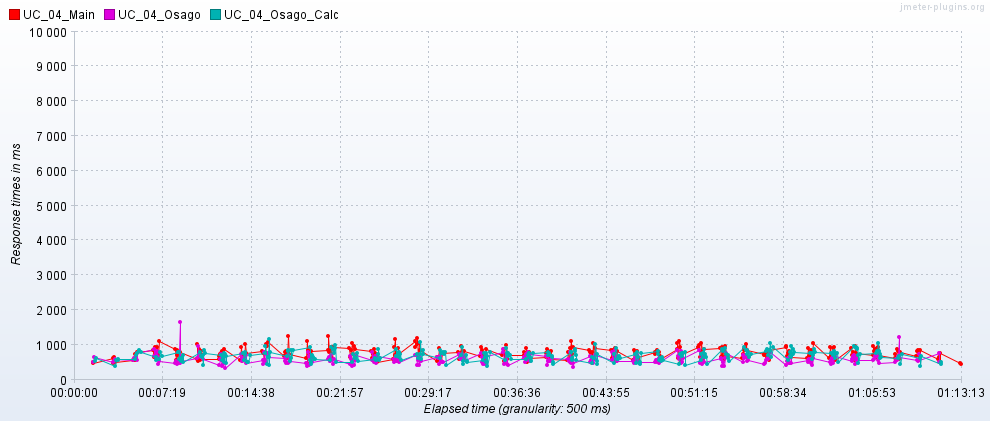 UC_04_Main UC_04_Osago UC_04_Osago_Calc
jmeter-plugins.org
10 000
9 000
8 000
7 000
6 000
5 000
4 000
3 000
2 000
1 000
0
Response times in ms
00:00:00 00:07:19 00:14:38 00:21:57 00:29:17 00:36:36 00:43:55 00:51:15 00:58:34 01:05:53 01:13:13
Elapsed time (granularity: 500 ms)